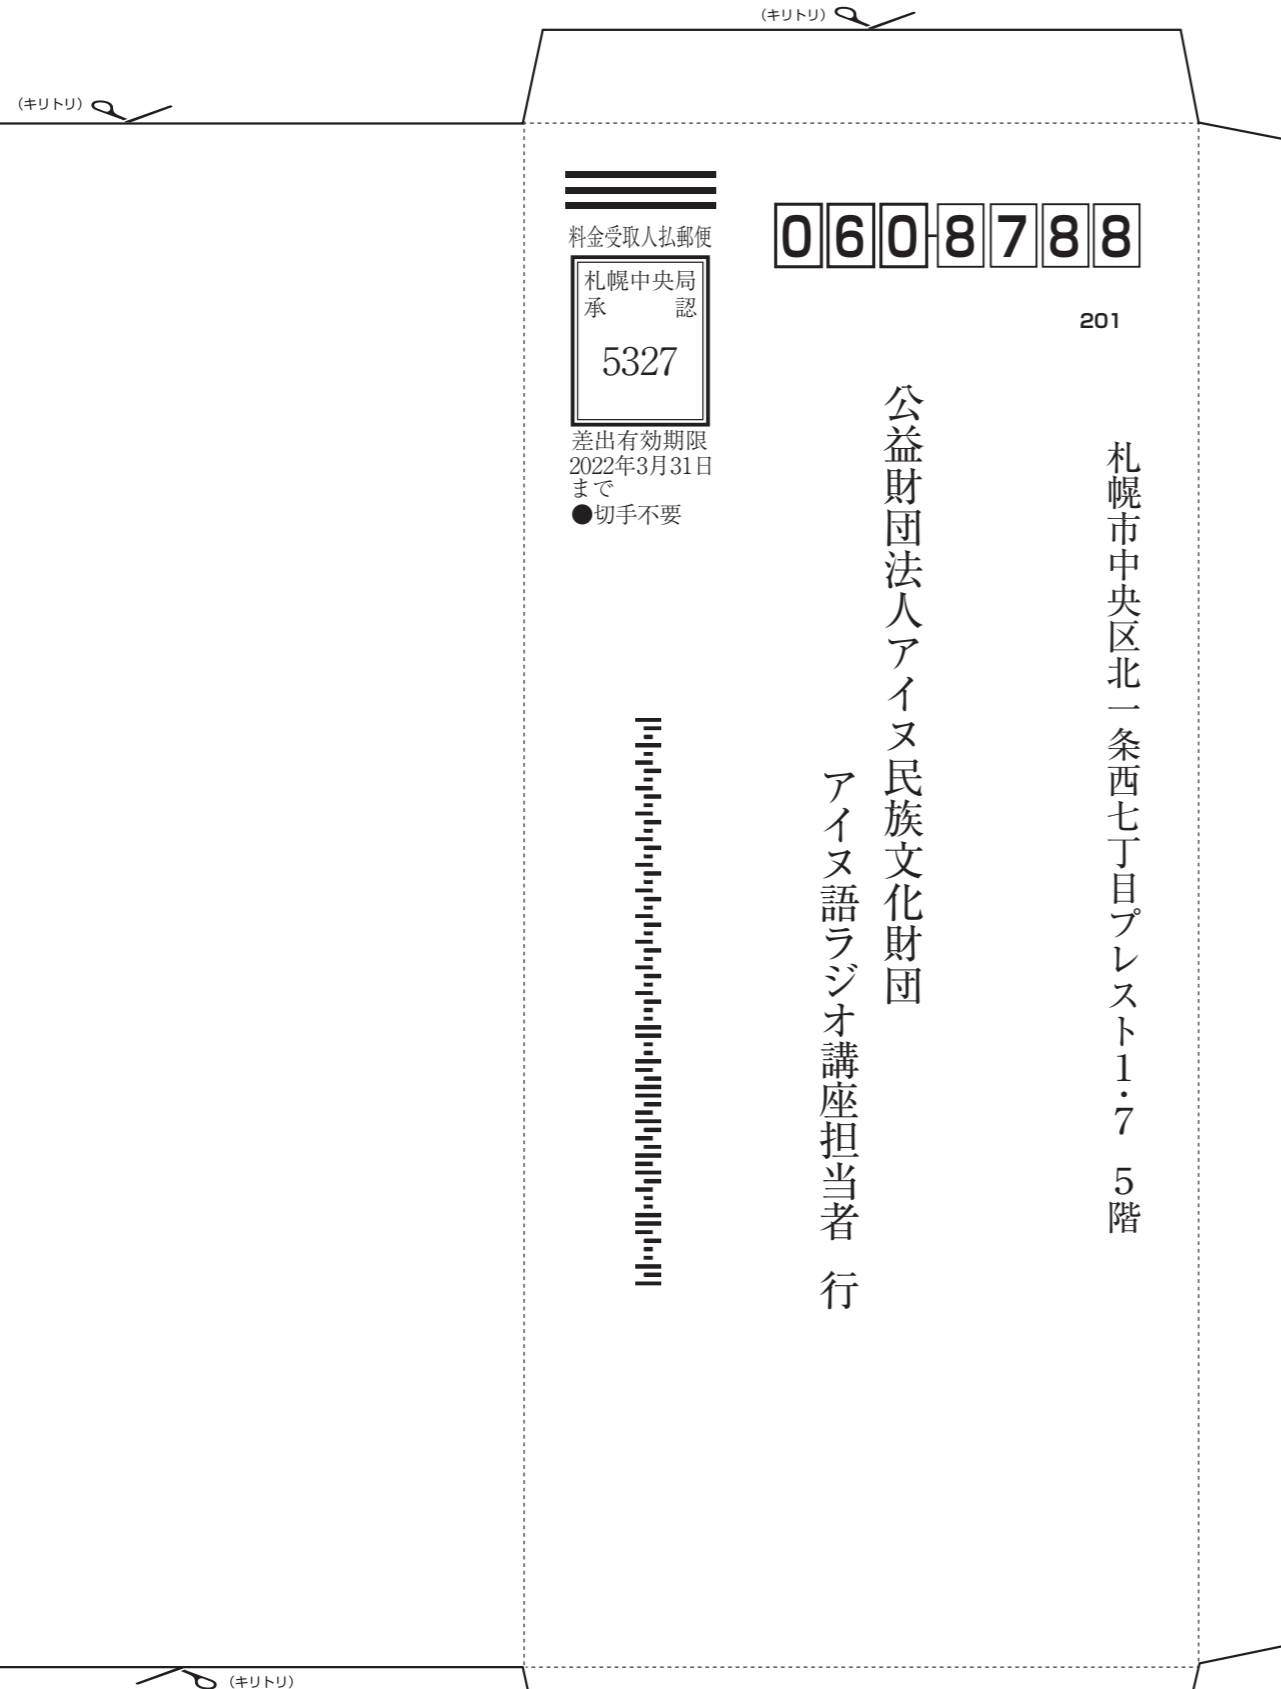 (キリトリ)
(キリトリ)
料金受取人払郵便
札幌中央局
承 認
5327
差出有効期限
2022年3月31日
まで
●切手不要
060-8788
201
札幌市中央区北一条西七丁目プレスト1・7 5階
公益財団法人アイヌ民族文化財団
アイヌ語ラジオ講座担当者 行
(キリトリ)